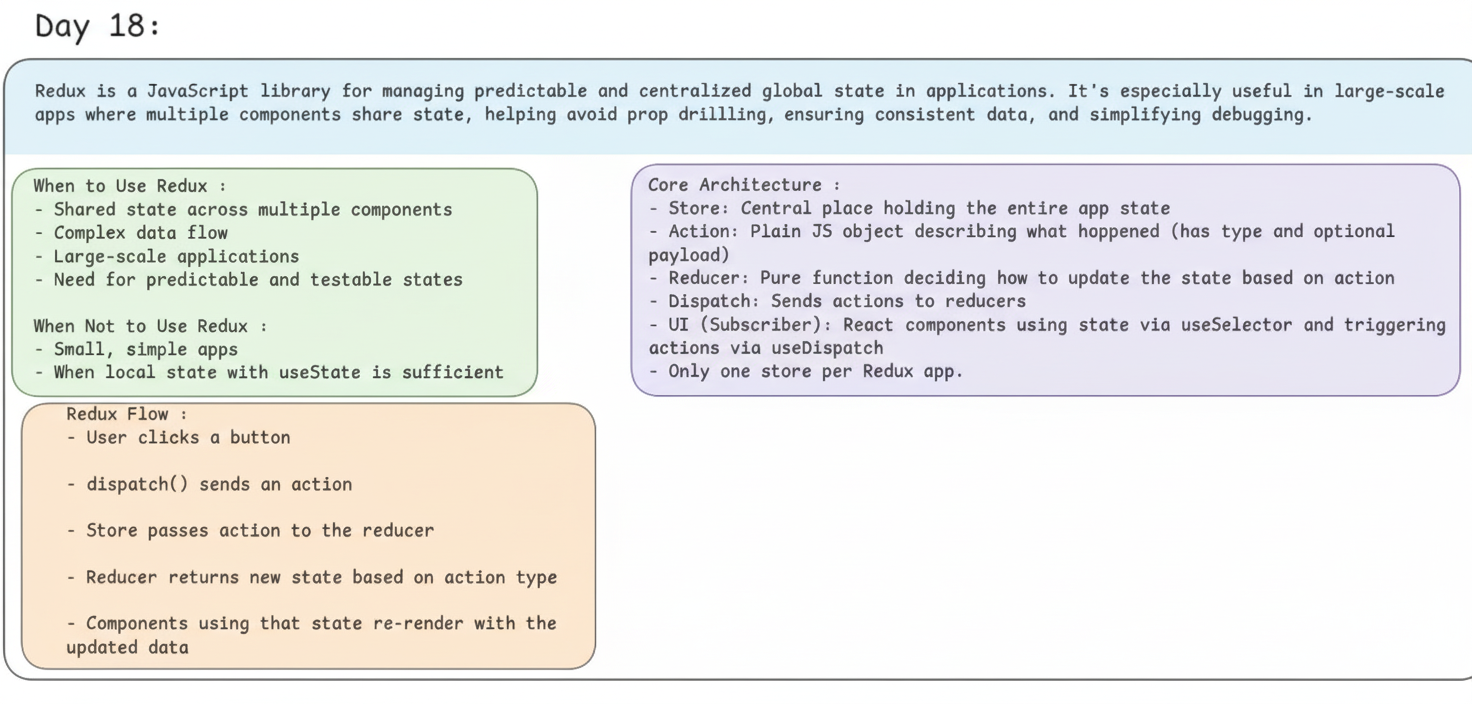 Day 18:
Redux is a JavaScript library for managing predictable and centralized global state in applications. It's especially useful in large-scale
apps where multiple components share state, helping avoid prop drillling, ensuring consistent data, and simplifying debugging.
When to Use Redux :
- Shared state across multiple components
- Complex data flow
- Large-scale applications
- Need for predictable and testable states
When Not to Use Redux :
- Small, simple apps
- When local state with useState is sufficient
Core Architecture :
- Store: Central place holding the entire app state
- Action: Plain JS object describing what hoppened (has type and optional
payload)
- Reducer: Pure function deciding how to update the state based on action
- Dispatch: Sends actions to reducers
- UI (Subscriber): React components using state via useSelector and triggering
actions via useDispatch
- Only one store per Redux app.
Redux Flow :
- User clicks a button
- dispatch() sends an action
- Store passes action to the reducer
- Reducer returns new state based on action type
- Components using that state re-render with the
updated data